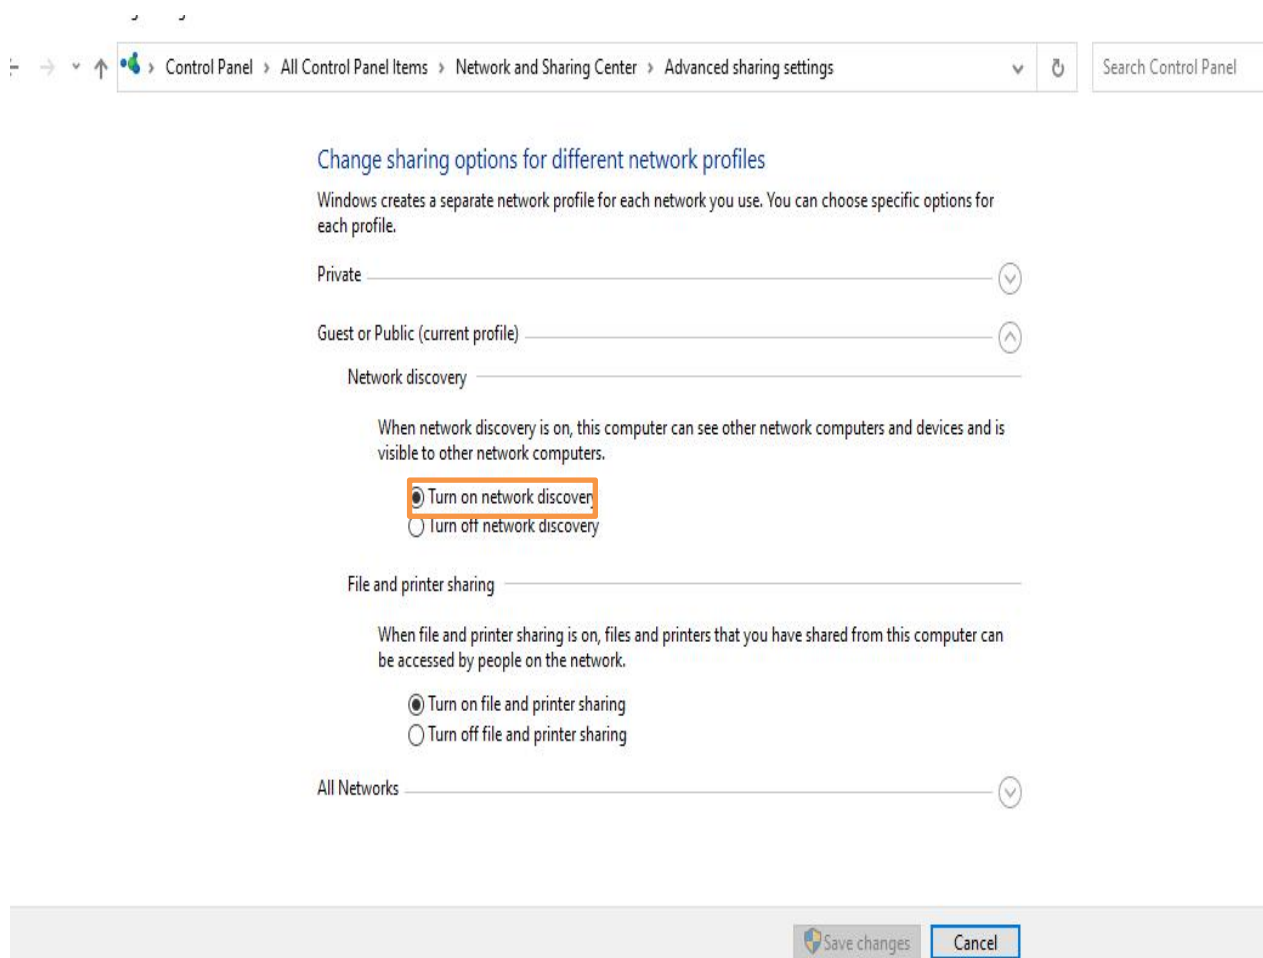 Control Panel > All Control Panel Items > Network and Sharing Center > Advanced sharing settings
Search Control Panel
Change sharing options for different network profiles
Windows creates a separate network profile for each network you use. You can choose specific options for
each profile.
Private
Guest or Public (current profile)
Network discovery
When network discovery is on, this computer can see other network computers and devices and is
visible to other network computers.
Turn on network discovery
Turn off network discovery
File and printer sharing
When file and printer sharing is on, files and printers that you have shared from this computer can
be accessed by people on the network.
Turn on file and printer sharing
Turn off file and printer sharing
All Networks
Save changes
Cancel